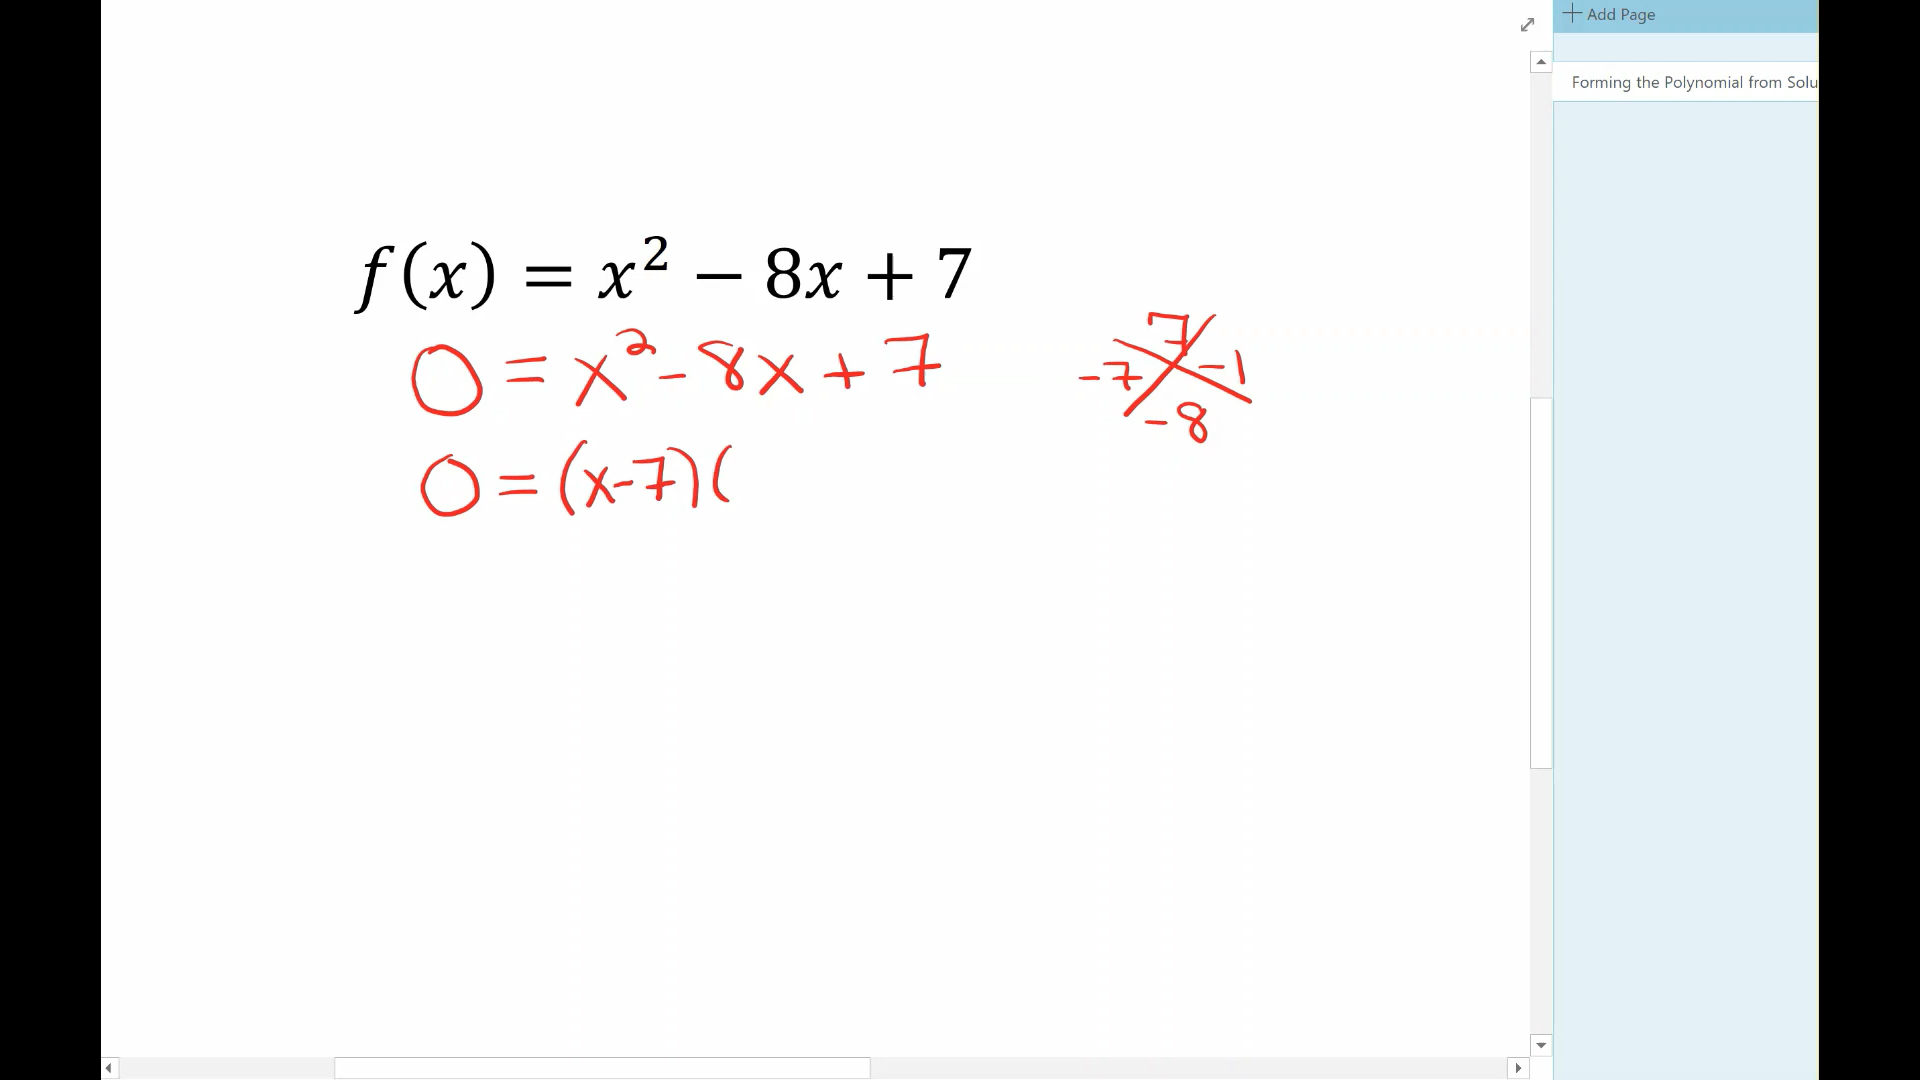 + Add Page
Forming the Polynomial from Solu
f(x) = x² − 8x + 7
0 = x² - 8x + 7
7
-7 -1
-8
0 = (x-7)(